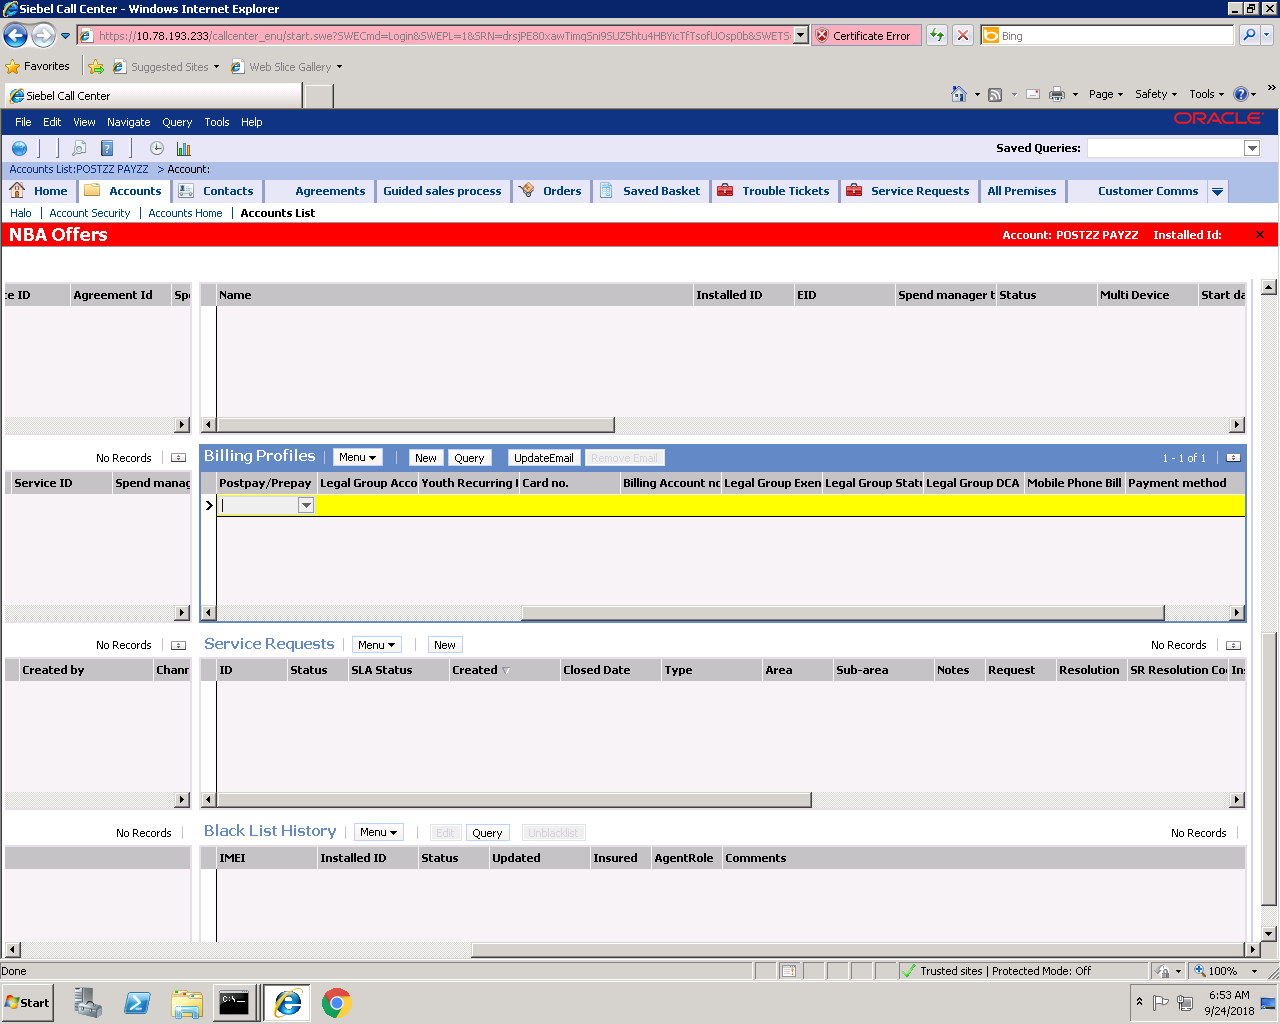 Siebel Call Center - Windows Internet Explorer
https://10.78.193.233/callcenter_enu/start.swe?SWECmd=Login&SWEPL=1&SRN=drsjPE80xawTimqSni9SUZ5htu4HBYicTfTsofUOsp0b&SWETS
Certificate Error
Bing
Favorites
Suggested Sites
Web Slice Gallery
Siebel Call Center
Page
Safety
Tools
»
File Edit View Navigate Query Tools Help
ORACLE
Saved Queries:
Accounts List:POSTZZ PAYZZ > Account:
Home
Accounts
Contacts
Agreements
Guided sales process
Orders
Saved Basket
Trouble Tickets
Service Requests
All Premises
Customer Comms
Halo | Account Security | Accounts Home | Accounts List
NBA Offers
Account: POSTZZ PAYZZ Installed Id:
ID Agreement Id
Name Installed ID EID Spend manager t Status Multi Device Start da
No Records
Billing Profiles
Menu
New
Query
UpdateEmail
Remove Email
1 - 1 of 1
Service ID Spend manag
Postpay/Prepay Legal Group Acco Youth Recurring Card no. Billing Account no Legal Group Exen Legal Group Statu Legal Group DCA Mobile Phone Bill Payment method
No Records
Service Requests
Menu
New
No Records
Created by Chann
ID Status SLA Status Created Closed Date Type Area Sub-area Notes Request Resolution SR Resolution Co Ins
No Records
Black List History
Menu
Edit
Query
Unblacklist
No Records
IMEI Installed ID Status Updated Insured AgentRole Comments
Done
Trusted sites | Protected Mode: Off
100%
Start
6:53 AM
9/24/2018